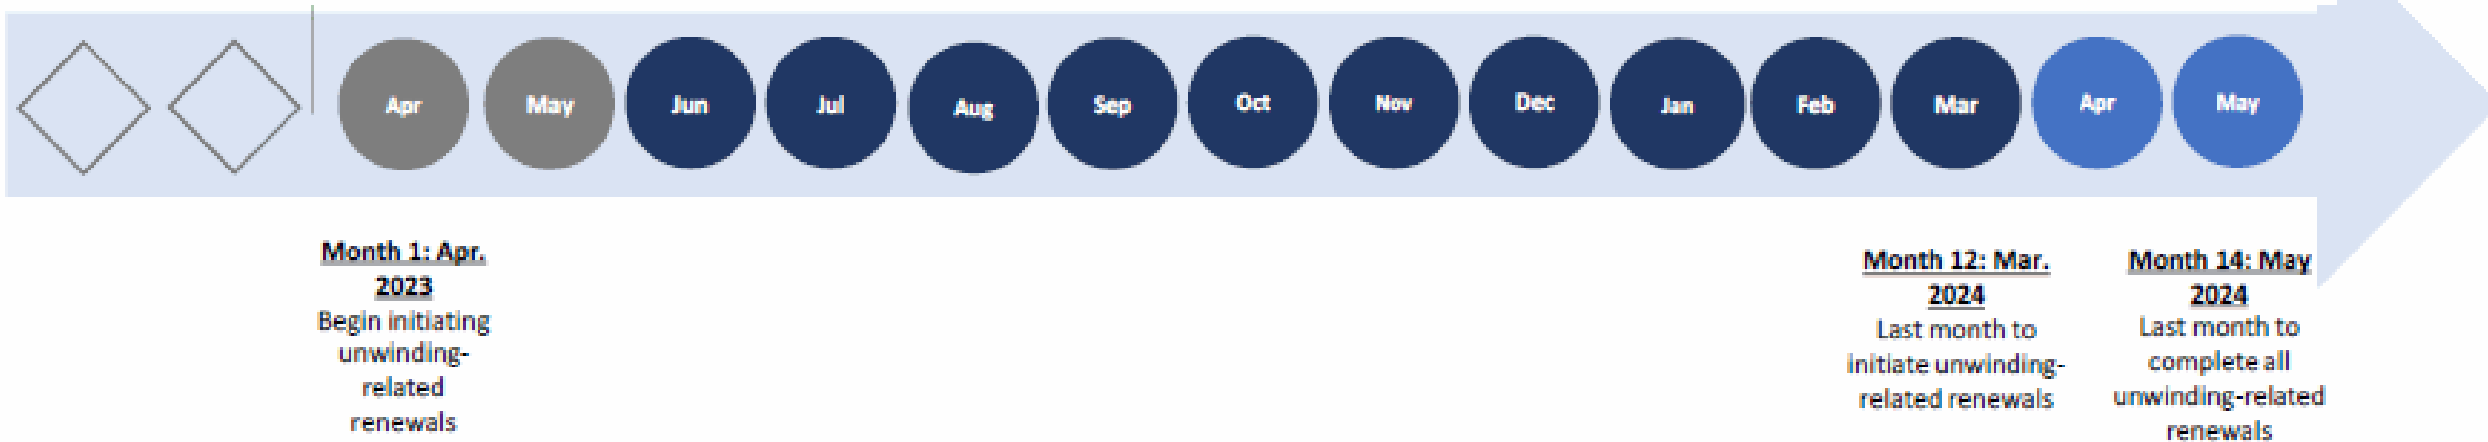 Apr May Jun Jul Aug Sep Oct Nov Dec Jan Feb Mar Apr May
Month 1: Apr.
2023
Begin initiating
unwinding-
related
renewals
Month 12: Mar.
2024
Last month to
initiate unwinding-
related renewals
Month 14: May
2024
Last month to
complete all
unwinding-related
renewals